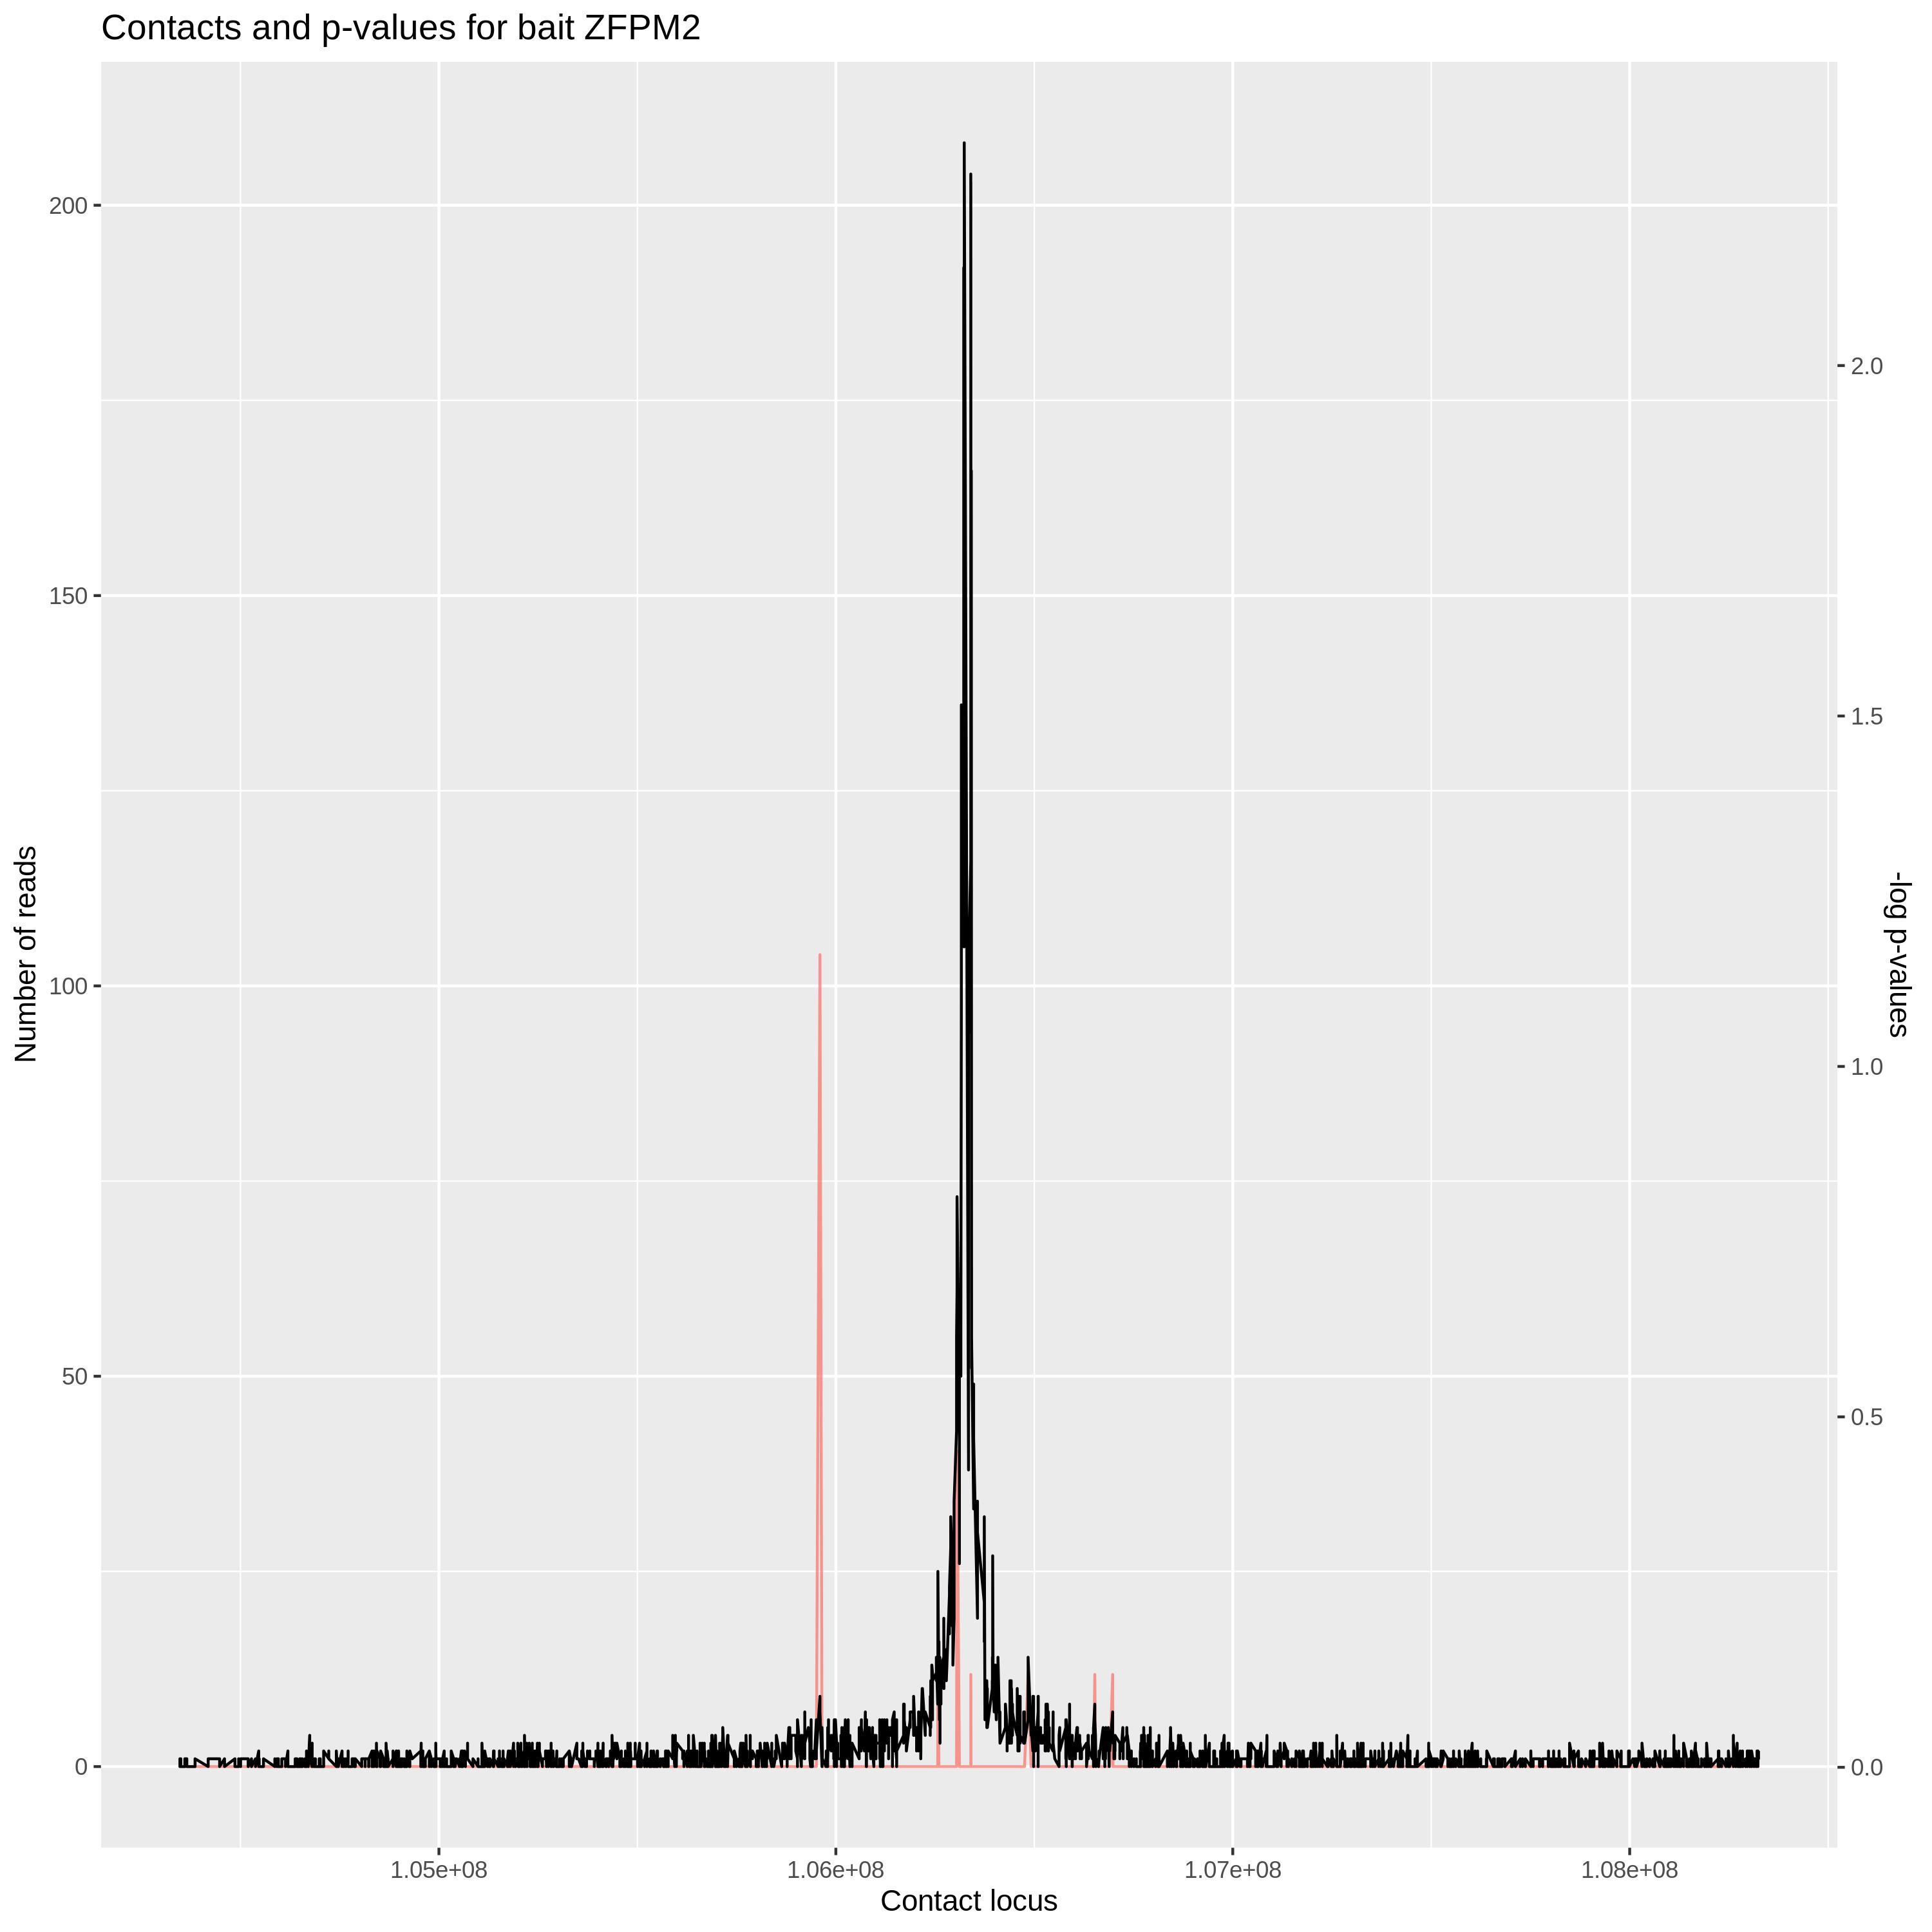 Contacts and p-values for bait ZFPM2
Number of reads
200
150
100
50
0
2.0
1.5
1.0
0.5
0.0
-log p-values
1.05e+08
1.06e+08
1.07e+08
1.08e+08
Contact locus